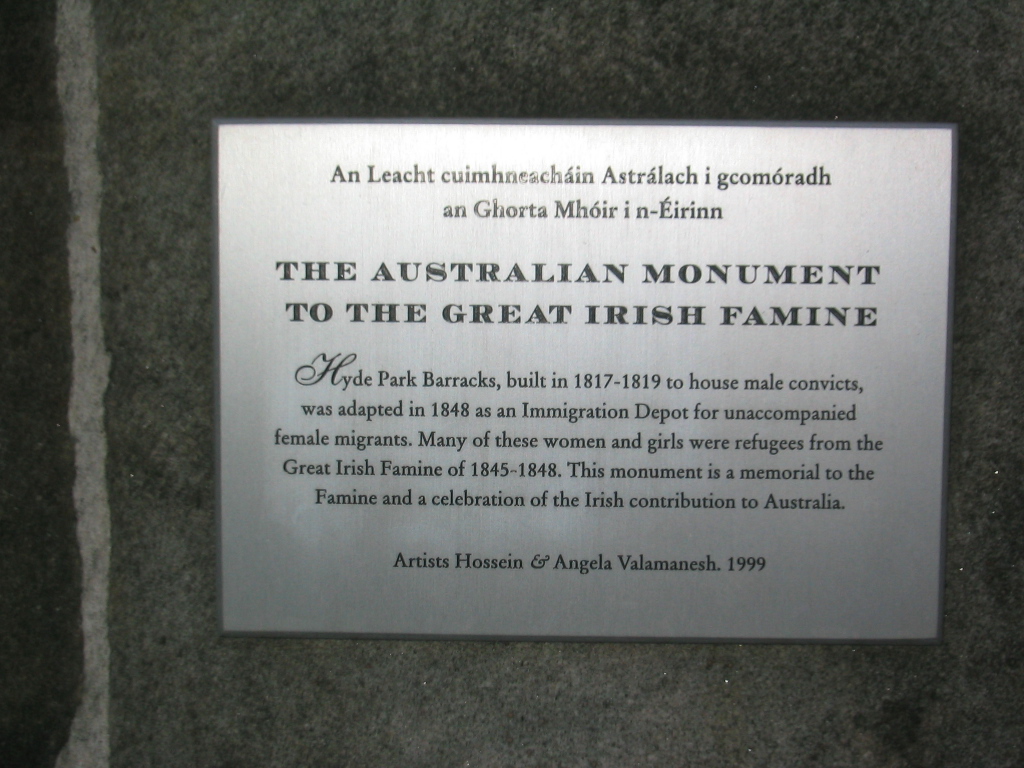 An Leacht cuimhneacháin Astrálach i gcomóradh
an Ghorta Mhóir i n-Éirinn
THE AUSTRALIAN MONUMENT
TO THE GREAT IRISH FAMINE
Hyde Park Barracks, built in 1817-1819 to house male convicts,
was adapted in 1848 as an Immigration Depot for unaccompanied
female migrants. Many of these women and girls were refugees from the
Great Irish Famine of 1845-1848. This monument is a memorial to the
Famine and a celebration of the Irish contribution to Australia.
Artists Hossein & Angela Valamanesh. 1999